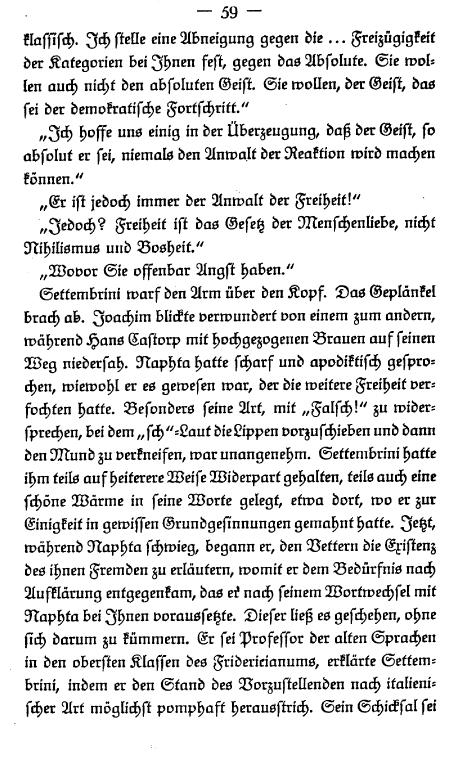 — 59 —
klassisch. Ich stelle eine Abneigung gegen die ... Freizügigkeit
der Kategorien bei Ihnen fest, gegen das Absolute. Sie wol-
len auch nicht den absoluten Geist. Sie wollen, der Geist, das
sei der demokratische Fortschritt.“
„Ich hoffe uns einig in der Überzeugung, daß der Geist, so
absolut er sei, niemals den Anwalt der Reaktion wird machen
können.“
„Er ist jedoch immer der Anwalt der Freiheit!“
„Jedoch? Freiheit ist das Gesetz der Menschenliebe, nicht
Nihilismus und Bosheit.“
„Wovor Sie offenbar Angst haben.“
Settembrini warf den Arm über den Kopf. Das Geplänkel
brach ab. Joachim blickte verwundert von einem zum andern,
während Hans Castorp mit hochgezogenen Brauen auf seinen
Weg niedersah. Naphta hatte scharf und apodiktisch gespro-
chen, wiewohl er es gewesen war, der die weitere Freiheit ver-
fochten hatte. Besonders seine Art, mit „Falsch!“ zu wider-
sprechen, bei dem „sch“-Laut die Lippen vorzuschieben und dann
den Mund zu verkneifen, war unangenehm. Settembrini hatte
ihm teils auf heiterere Weise Widerpart gehalten, teils auch eine
schöne Wärme in seine Worte gelegt, etwa dort, wo er zur
Einigkeit in gewissen Grundgesinnungen gemahnt hatte. Jetzt,
während Naphta schwieg, begann er, den Vettern die Existenz
des ihnen Fremden zu erläutern, womit er dem Bedürfnis nach
Aufklärung entgegenkam, das er nach seinem Wortwechsel mit
Naphta bei Ihnen voraussetzte. Dieser ließ es geschehen, ohne
sich darum zu kümmern. Er sei Professor der alten Sprachen
in den obersten Klassen des Fridericianums, erklärte Settem-
brini, indem er den Stand des Vorzustellenden nach italieni-
scher Art möglichst pomphaft herausstrich. Sein Schicksal sei